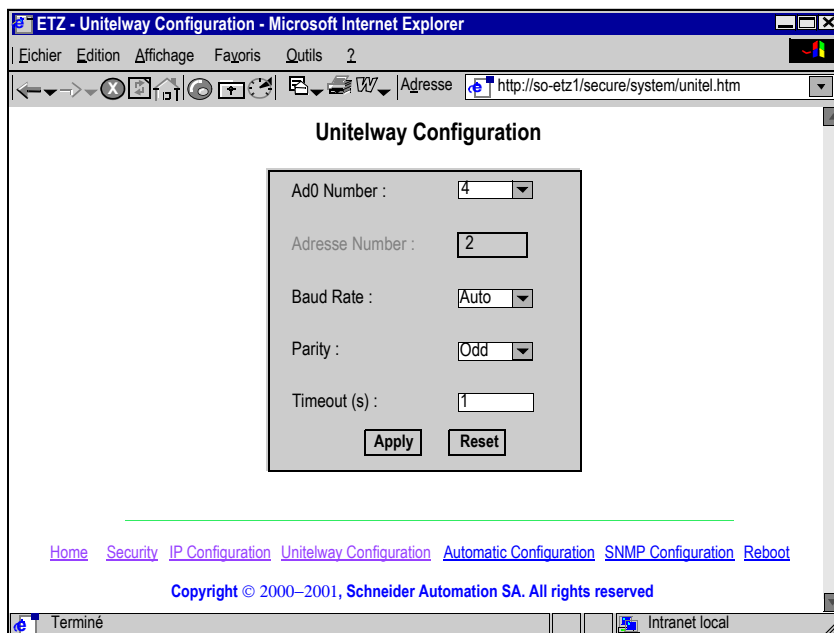 ETZ - Unitelway Configuration - Microsoft Internet Explorer
Eichier Edition Affichage Favoris Outils ?
Adresse http://so-etz1/secure/system/unitel.htm
Unitelway Configuration
Ad0 Number : 4
Adresse Number : 2
Baud Rate : Auto
Parity : Odd
Timeout (s) : 1
Apply Reset
Home Security IP Configuration Unitelway Configuration Automatic Configuration SNMP Configuration Reboot
Copyright © 2000–2001, Schneider Automation SA. All rights reserved
Terminé Intranet local